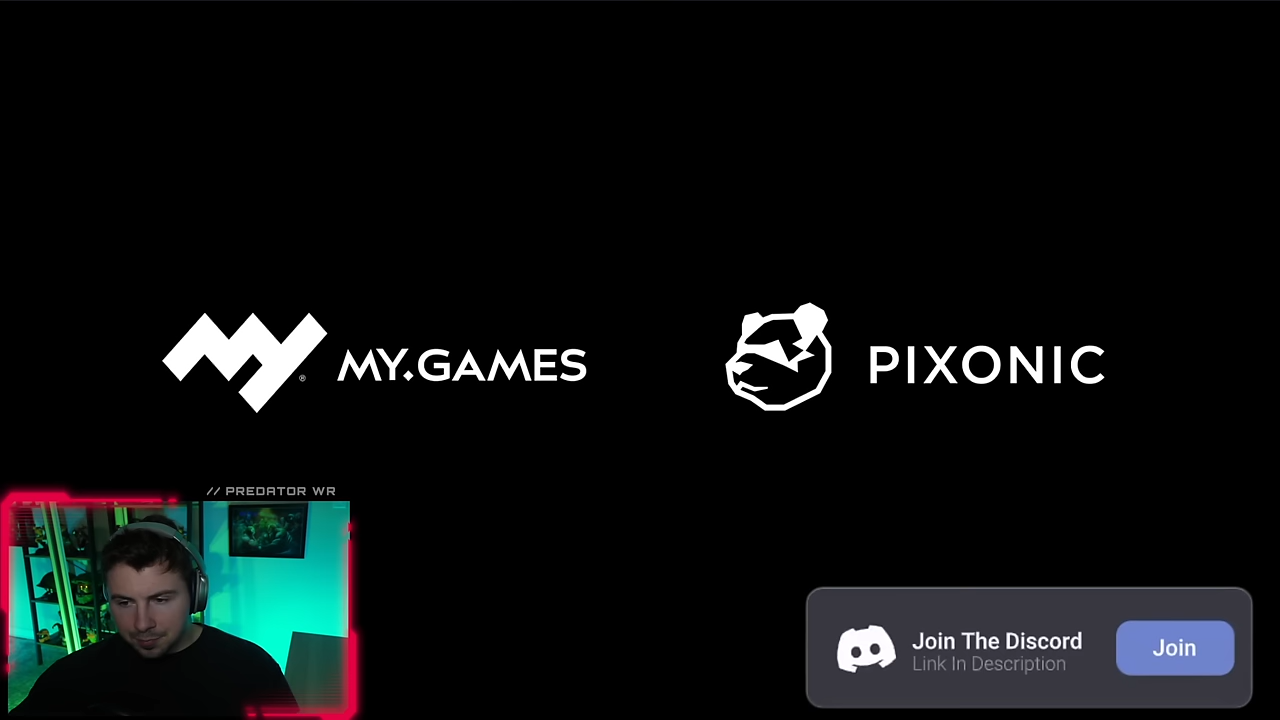 MY.GAMES
PIXONIC
// PREDATOR WR
Join The Discord
Link In Description
Join